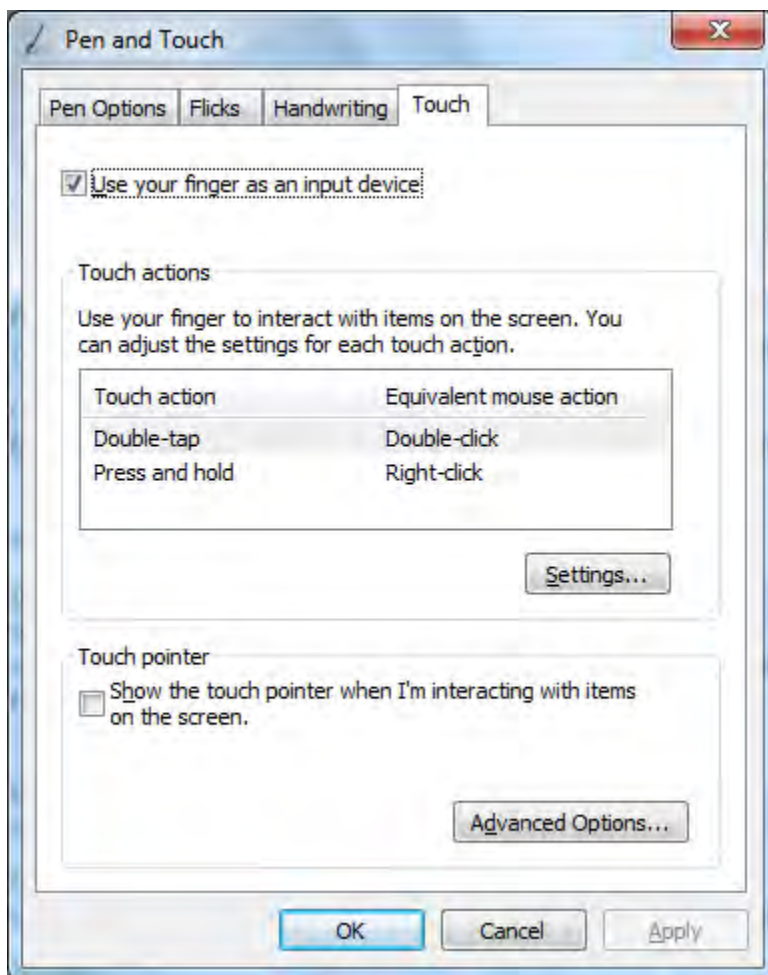 Pen and Touch
Pen Options Flicks Handwriting Touch
Use your finger as an input device
Touch actions
Use your finger to interact with items on the screen. You
can adjust the settings for each touch action.
Touch action Equivalent mouse action
Double-tap Double-click
Press and hold Right-click
Settings...
Touch pointer
Show the touch pointer when I'm interacting with items
on the screen.
Advanced Options...
OK Cancel Apply